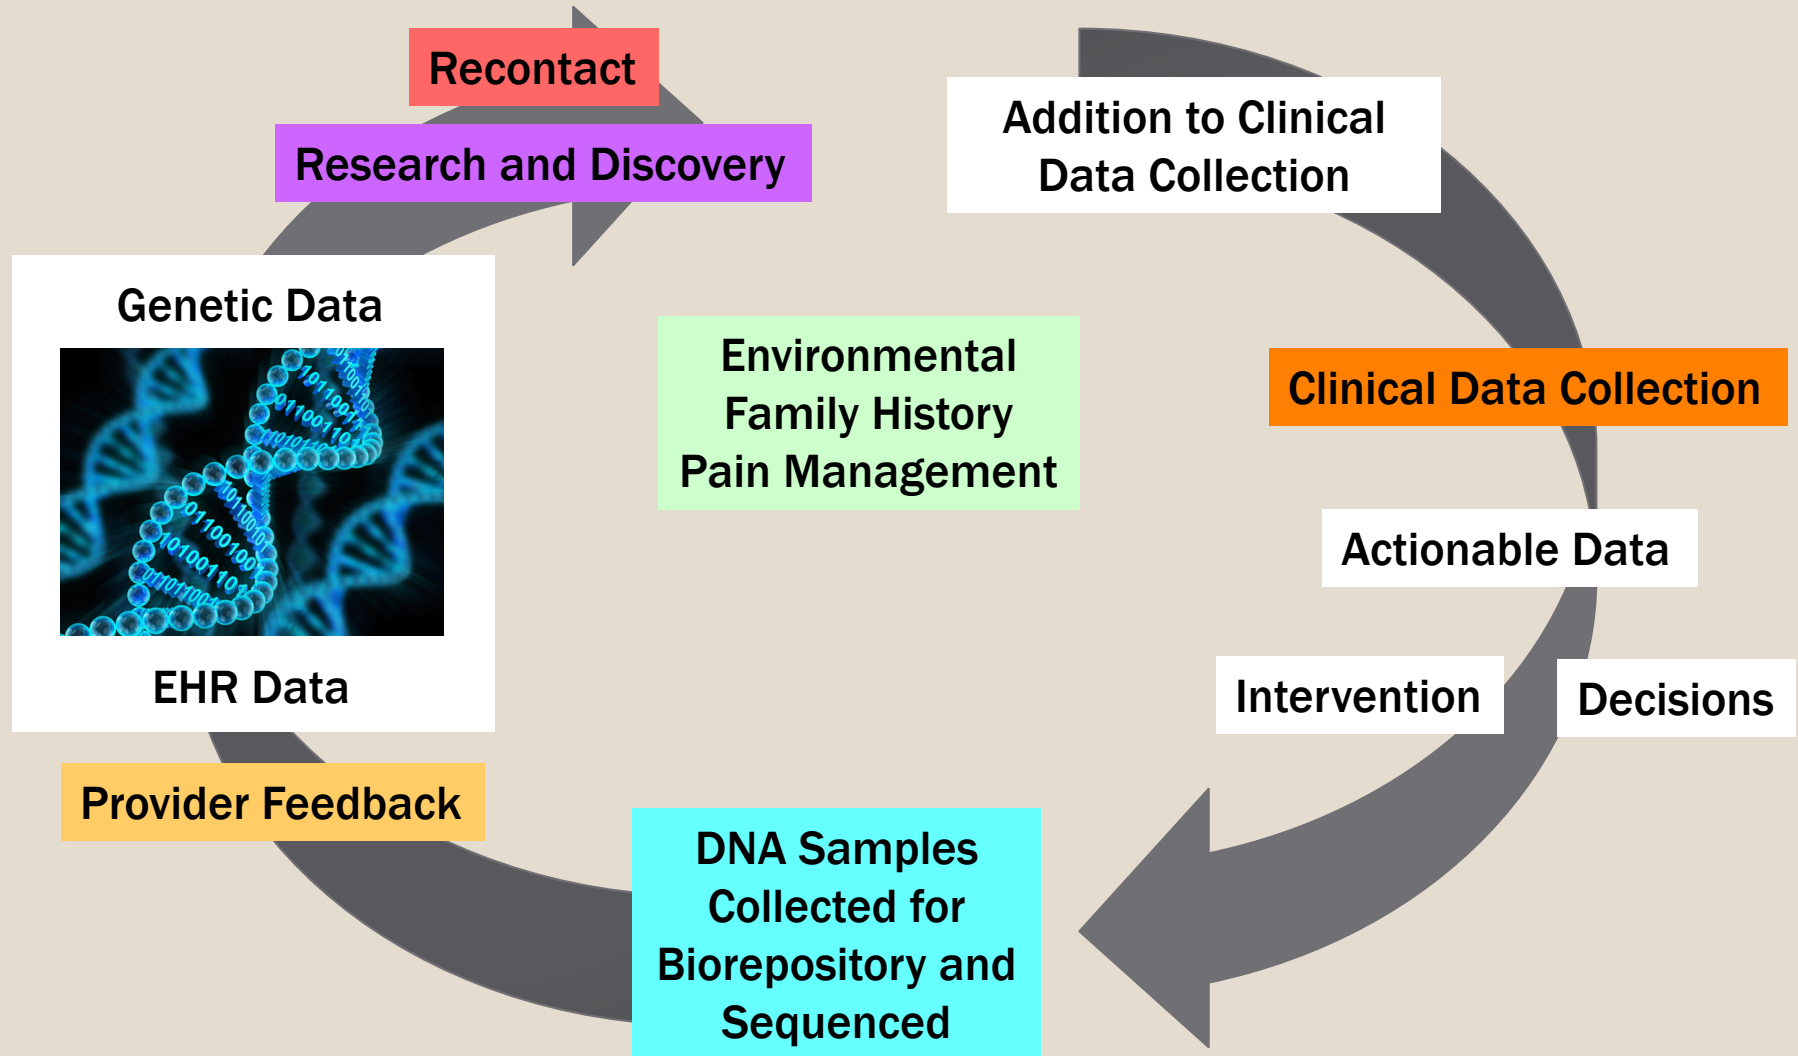 Recontact
Research and Discovery
Addition to Clinical
Data Collection
Genetic Data
EHR Data
Environmental
Family History
Pain Management
Clinical Data Collection
Actionable Data
Intervention
Decisions
Provider Feedback
DNA Samples
Collected for
Biorepository and
Sequenced